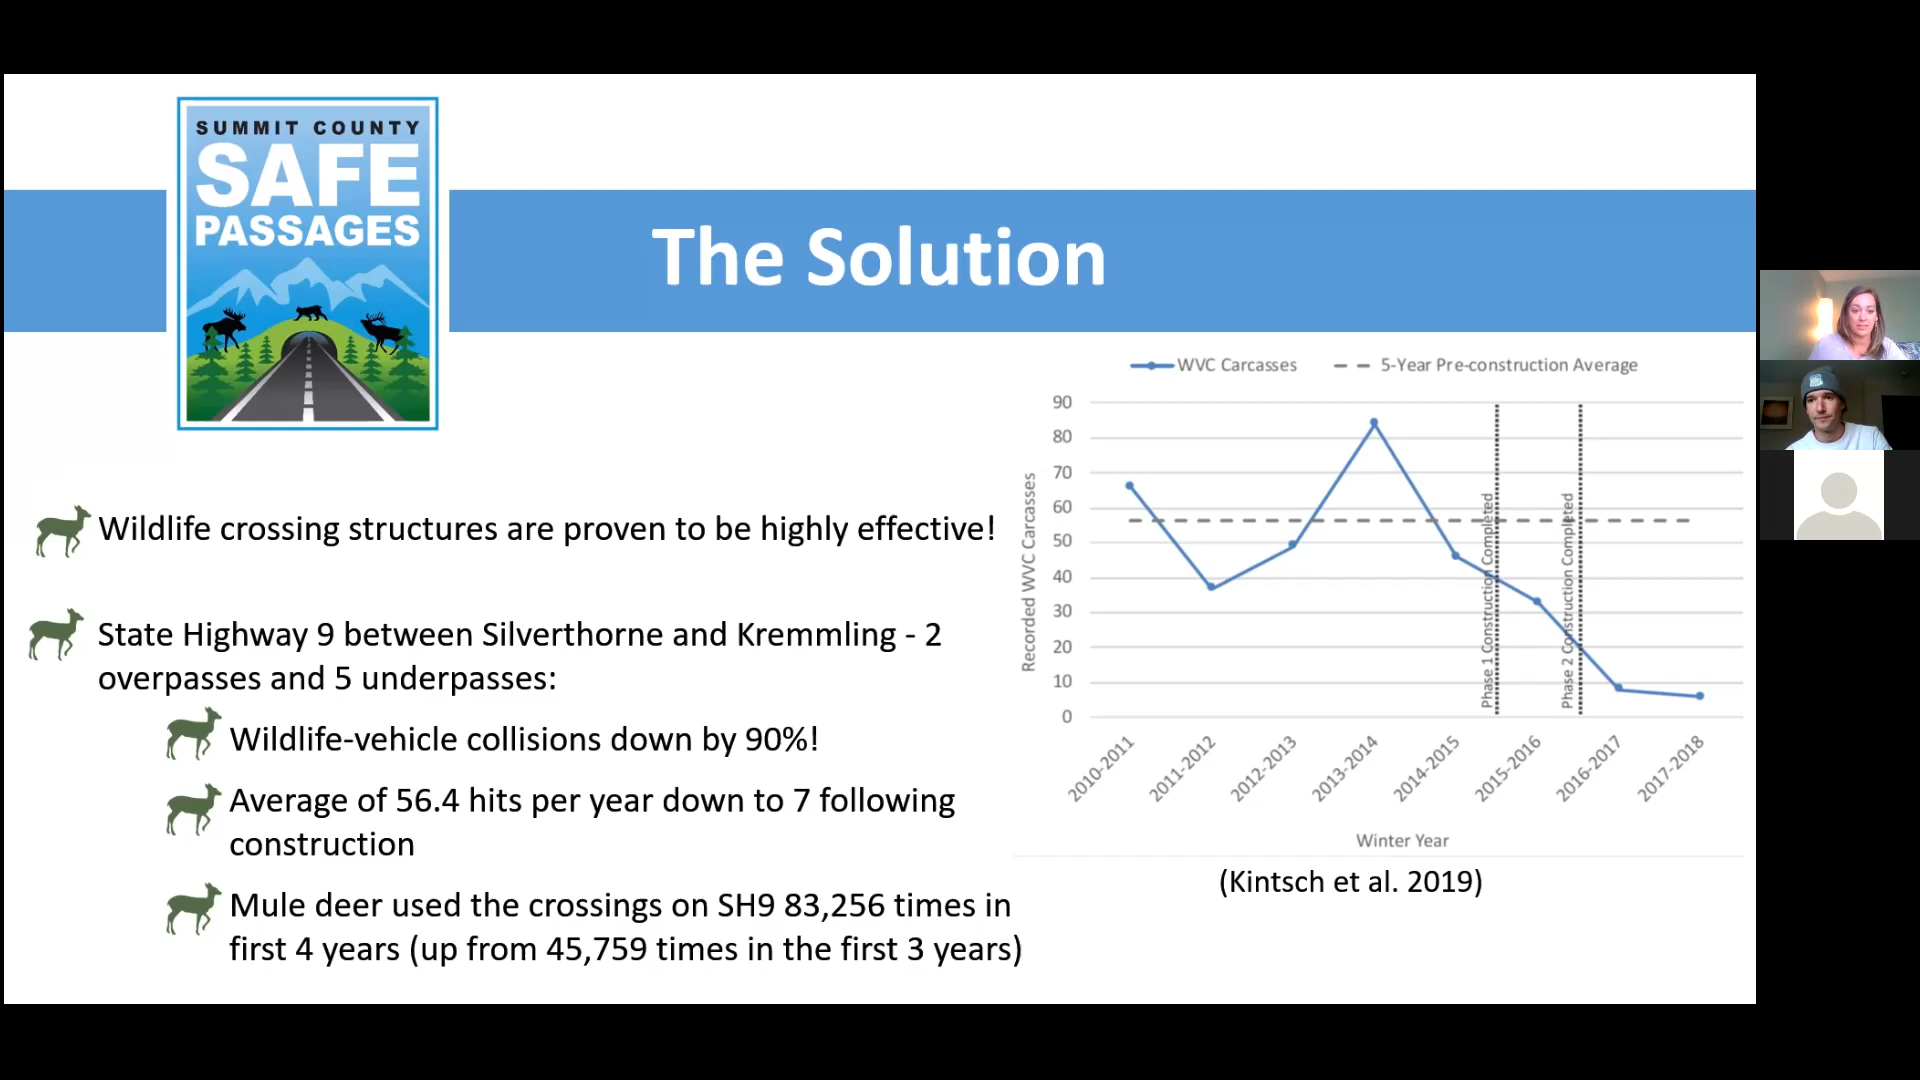 SUMMIT COUNTY
SAFE
PASSAGES
The Solution
Wildlife crossing structures are proven to be highly effective!
State Highway 9 between Silverthorne and Kremmling - 2
overpasses and 5 underpasses:
Wildlife-vehicle collisions down by 90%!
Average of 56.4 hits per year down to 7 following
construction
Mule deer used the crossings on SH9 83,256 times in
first 4 years (up from 45,759 times in the first 3 years)
WVC Carcasses
5-Year Pre-construction Average
Recorded WVC Carcasses
90
80
70
60
50
40
30
20
10
0
Phase 1 Construction Completed
Phase 2 Construction Completed
2010-2011
2011-2012
2012-2013
2013-2014
2014-2015
2015-2016
2016-2017
2017-2018
Winter Year
(Kintsch et al. 2019)